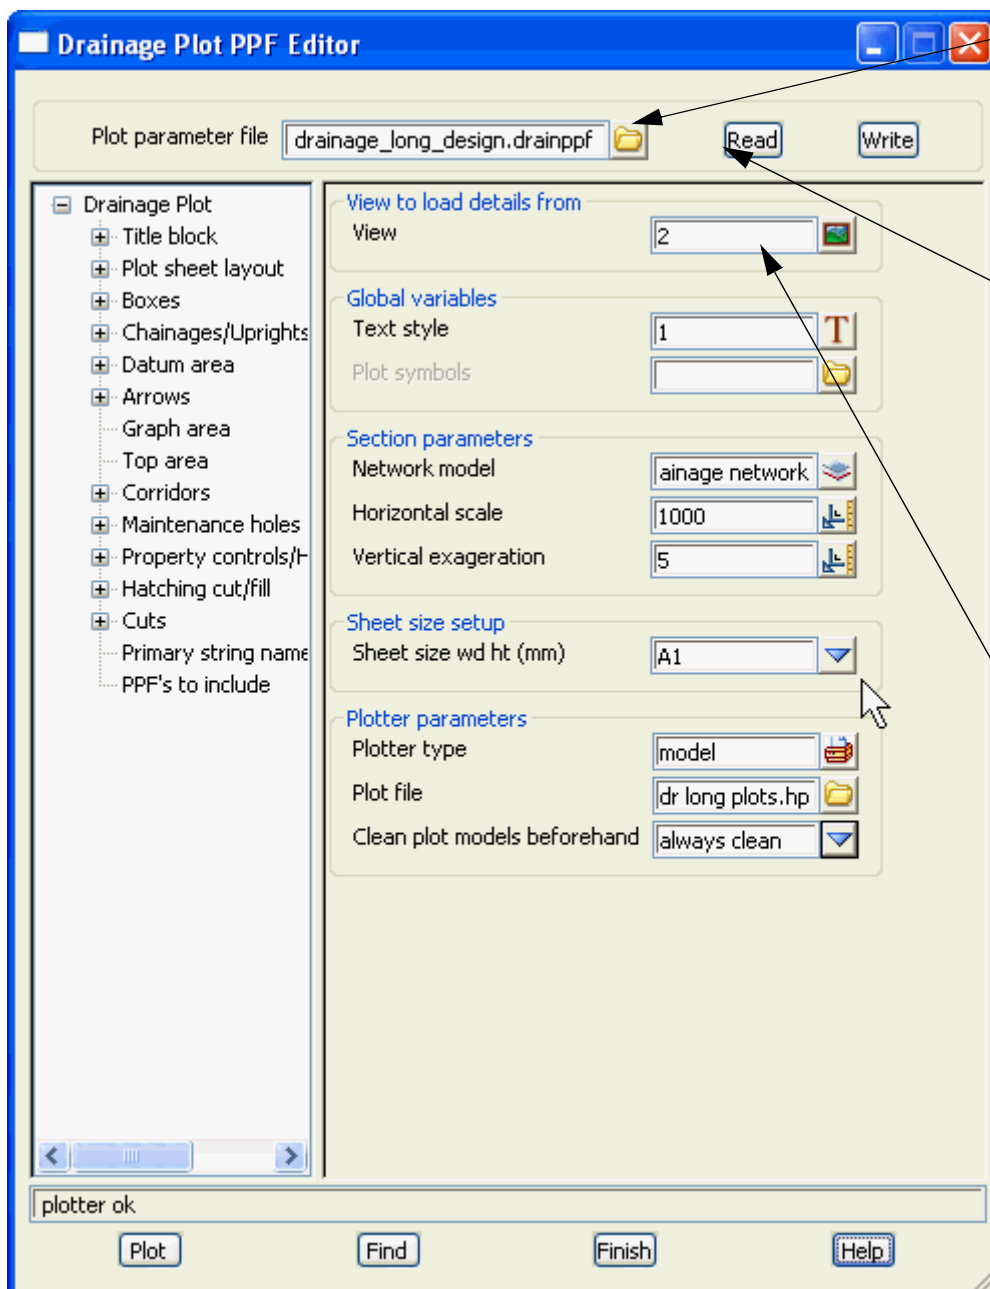 Drainage Plot PPF Editor
Plot parameter file drainage_long_design.drainppf Read Write
Drainage Plot
Title block
Plot sheet layout
Boxes
Chainages/Uprights
Datum area
Arrows
Graph area
Top area
Corridors
Maintenance holes
Property controls/H
Hatching cut/fill
Cuts
Primary string name
PPF's to include
View to load details from
View 2
Global variables
Text style 1 T
Plot symbols
Section parameters
Network model ainage network
Horizontal scale 1000
Vertical exageration 5
Sheet size setup
Sheet size wd ht (mm) A1
Plotter parameters
Plotter type model
Plot file dr long plots.hp
Clean plot models beforehand always clean
plotter ok
Plot Find Finish Help